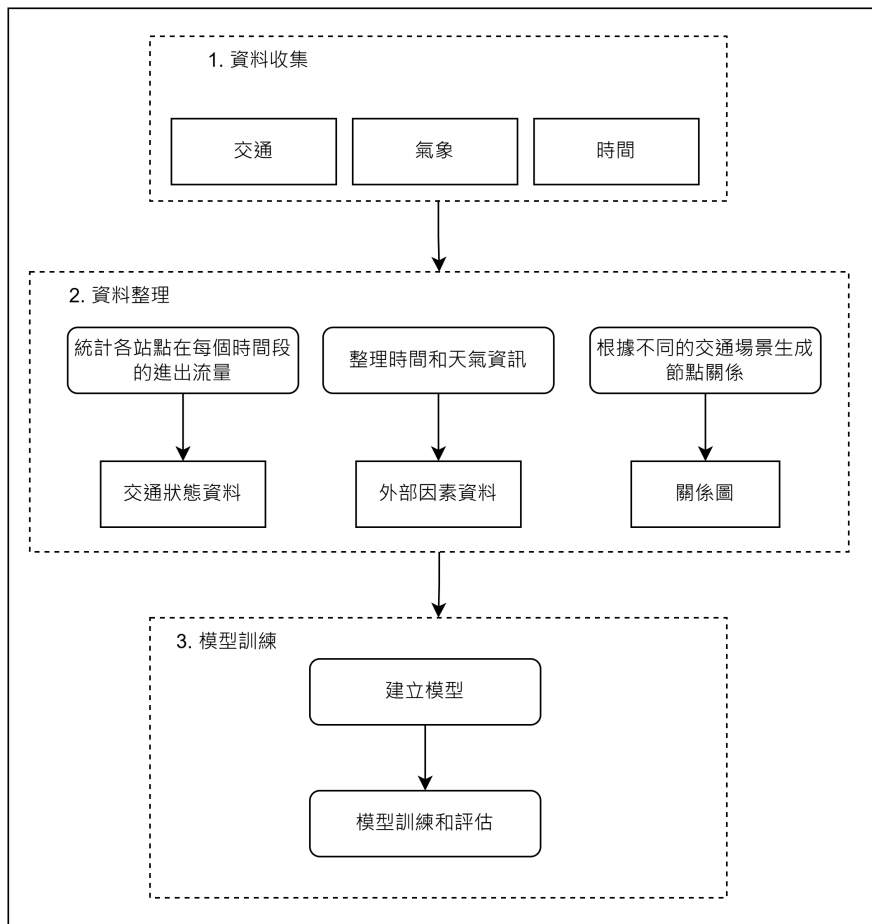 1. 資料收集
交通
氣象
時間
2. 資料整理
統計各站點在每個時間段
的進出流量
整理時間和天氣資訊
根據不同的交通場景生成
節點關係
交通狀態資料
外部因素資料
關係圖
3. 模型訓練
建立模型
模型訓練和評估